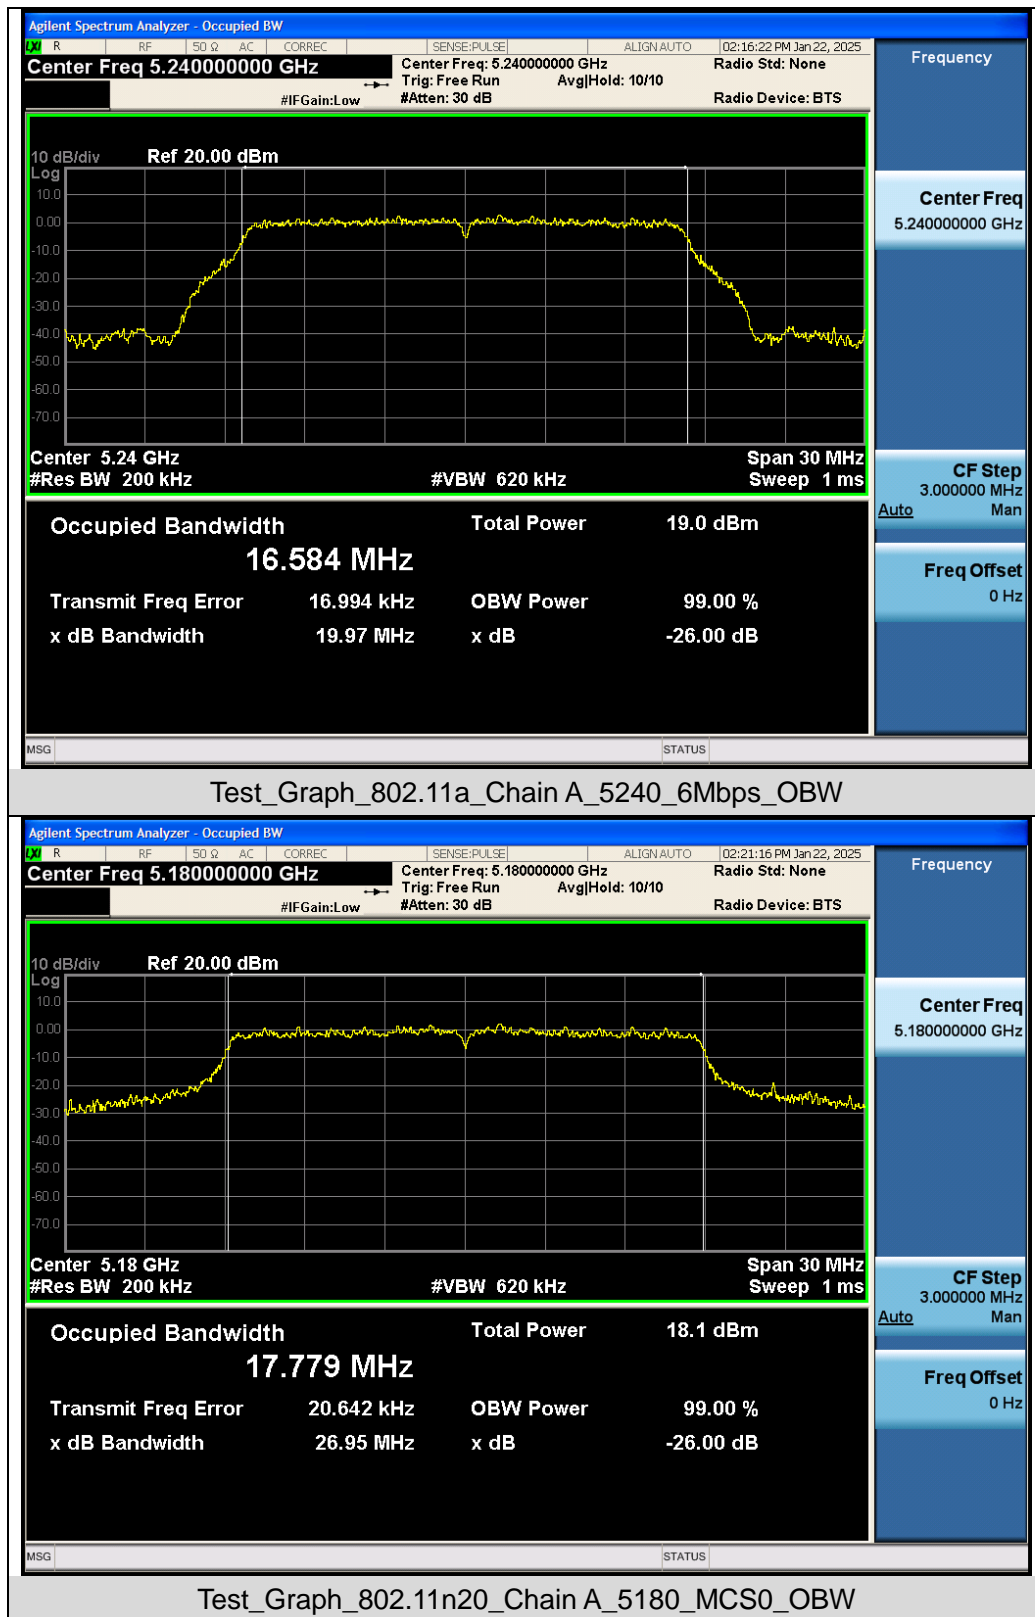 Agilent Spectrum Analyzer - Occupied BW
LXI R RF 50 Ω AC CORREC SENSE:PULSE ALIGN AUTO 02:16:22 PM Jan 22, 2025
Center Freq 5.240000000 GHz Center Freq: 5.240000000 GHz Radio Std: None
Trig: Free Run Avg|Hold: 10/10
#IFGain:Low #Atten: 30 dB Radio Device: BTS
Frequency
10 dB/div Ref 20.00 dBm
Log
10.0
0.00
-10.0
-20.0
-30.0
-40.0
-50.0
-60.0
-70.0
Center 5.24 GHz Span 30 MHz
#Res BW 200 kHz #VBW 620 kHz Sweep 1 ms
Center Freq
5.240000000 GHz
CF Step
3.000000 MHz
Auto Man
Freq Offset
0 Hz
Occupied Bandwidth Total Power 19.0 dBm
16.584 MHz
Transmit Freq Error 16.994 kHz OBW Power 99.00 %
x dB Bandwidth 19.97 MHz x dB -26.00 dB
MSG STATUS
Test_Graph_802.11a_Chain A_5240_6Mbps_OBW
Agilent Spectrum Analyzer - Occupied BW
LXI R RF 50 Ω AC CORREC SENSE:PULSE ALIGN AUTO 02:21:16 PM Jan 22, 2025
Center Freq 5.180000000 GHz Center Freq: 5.180000000 GHz Radio Std: None
Trig: Free Run Avg|Hold: 10/10
#IFGain:Low #Atten: 30 dB Radio Device: BTS
Frequency
10 dB/div Ref 20.00 dBm
Log
10.0
0.00
-10.0
-20.0
-30.0
-40.0
-50.0
-60.0
-70.0
Center 5.18 GHz Span 30 MHz
#Res BW 200 kHz #VBW 620 kHz Sweep 1 ms
Center Freq
5.180000000 GHz
CF Step
3.000000 MHz
Auto Man
Freq Offset
0 Hz
Occupied Bandwidth Total Power 18.1 dBm
17.779 MHz
Transmit Freq Error 20.642 kHz OBW Power 99.00 %
x dB Bandwidth 26.95 MHz x dB -26.00 dB
MSG STATUS
Test_Graph_802.11n20_Chain A_5180_MCS0_OBW